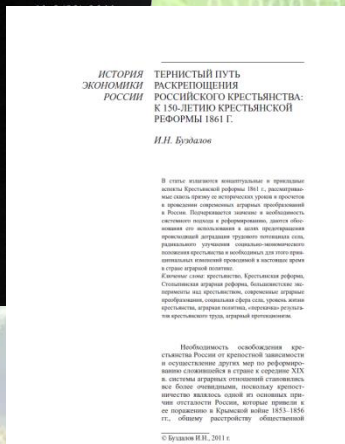 ИСТОРИЯ
ЭКОНОМИКИ
РОССИИ
ТЕРНИСТЫЙ ПУТЬ
РАСКРЕПОЩЕНИЯ
РОССИЙСКОГО КРЕСТЬЯНСТВА:
К 150-ЛЕТИЮ КРЕСТЬЯНСКОЙ
РЕФОРМЫ 1861 Г.
И.Н. Буздалов
В статье излагаются концептуальные и прикладные
аспекты Крестьянской реформы 1861 г., рассматривае-
мые сквозь призму ее исторических уроков и просчетов
в проведении современных аграрных преобразований
в России. Подчеркивается значение и необходимость
системного подхода к реформированию, дается обос-
нование его использования в целях предотвращения
происходящей деградации трудового потенциала села,
радикального улучшения социально-экономического
положения крестьянства и необходимых для этого прин-
ципиальных изменений проводимой в настоящее время
в стране аграрной политике.
Ключевые слова: крестьянство, Крестьянская реформа,
Столыпинская аграрная реформа, большевистские экс-
перименты над крестьянством, современные аграрные
преобразования, социальная сфера села, уровень жизни
крестьянства, аграрная политика, «перекачка» результа-
тов крестьянского труда, аграрный протекционизм.
Необходимость освобождения кре-
стьянства России от крепостной зависимости
и осуществление других мер по реформиро-
ванию сложившейся в стране к середине XIX
в. системы аграрных отношений становились
все более очевидными, поскольку крепост-
ничество являлось одной из основных при-
чин отсталости России, которые привели к
ее поражению в Крымской войне 1853–1856
гг., общему расстройству общественной
© Буздалов И.Н., 2011 г.